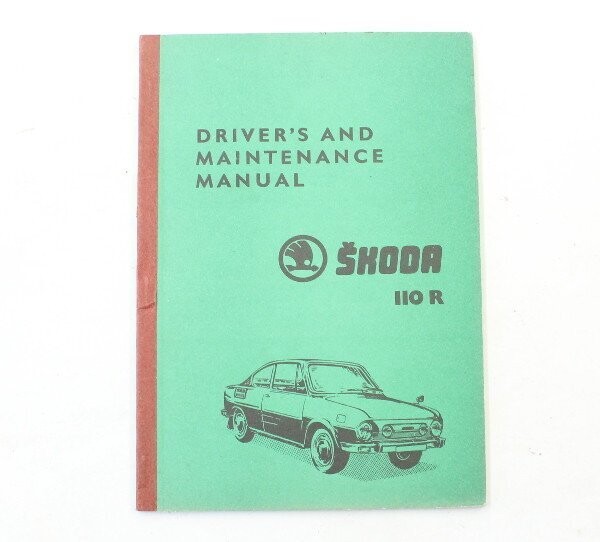 DRIVER'S AND
MAINTENANCE
MANUAL
ŠKODA
110 R